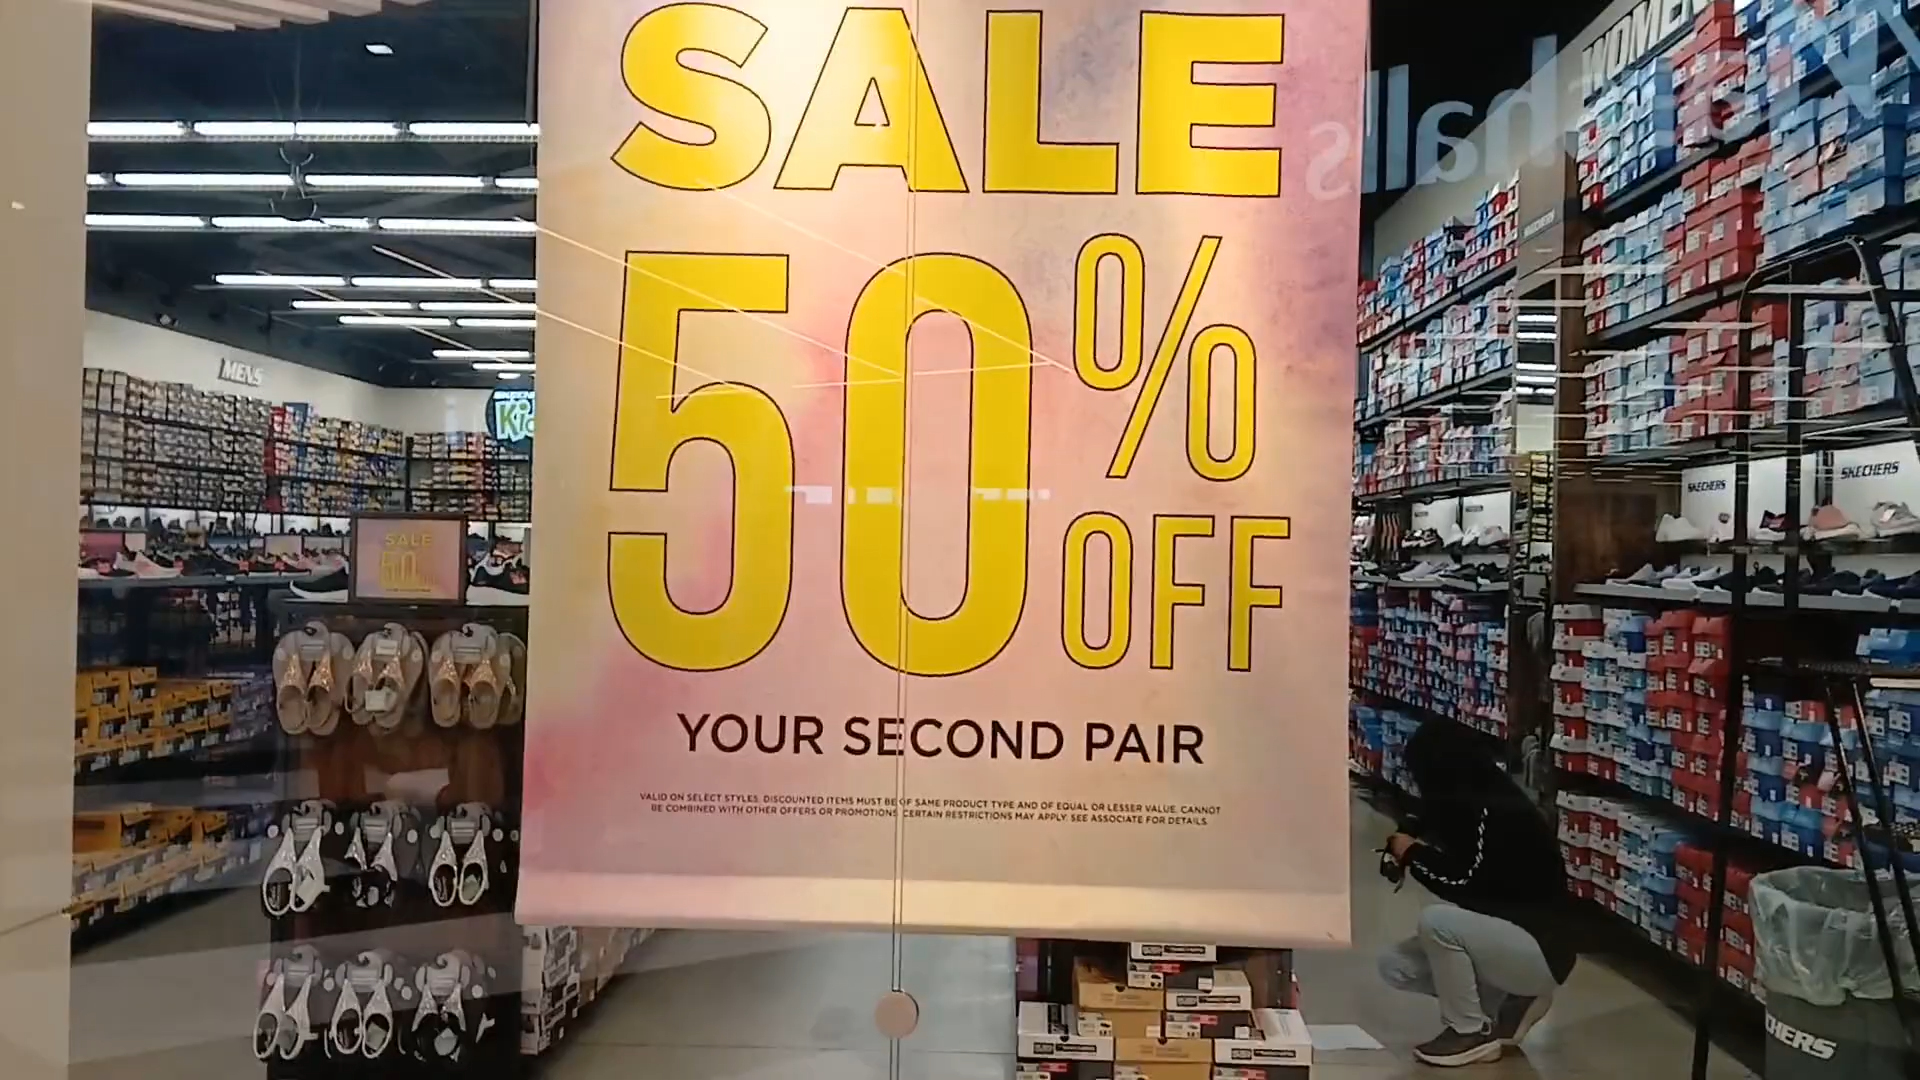 SALE
50% OFF
YOUR SECOND PAIR
VALID ON SELECT STYLES. DISCOUNTED ITEMS MUST BE OF SAME PRODUCT TYPE AND OF EQUAL OR LESSER VALUE. CANNOT
BE COMBINED WITH OTHER OFFERS OR PROMOTIONS. CERTAIN RESTRICTIONS MAY APPLY. SEE ASSOCIATE FOR DETAILS.
MENS
SALE
50
SKECHERS
SKECHERS